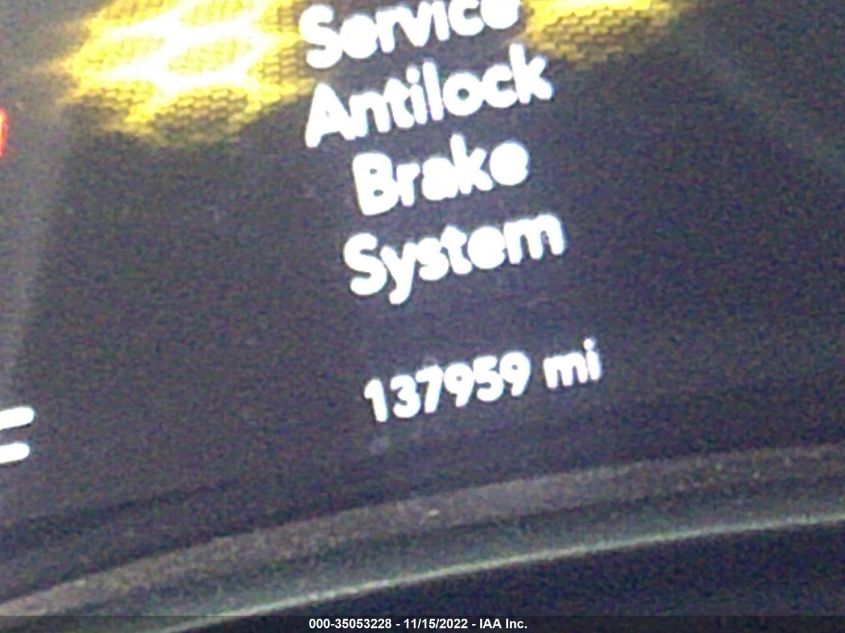 Service
Antilock
Brake
System
137959 mi
000-35053228 - 11/15/2022 - IAA Inc.